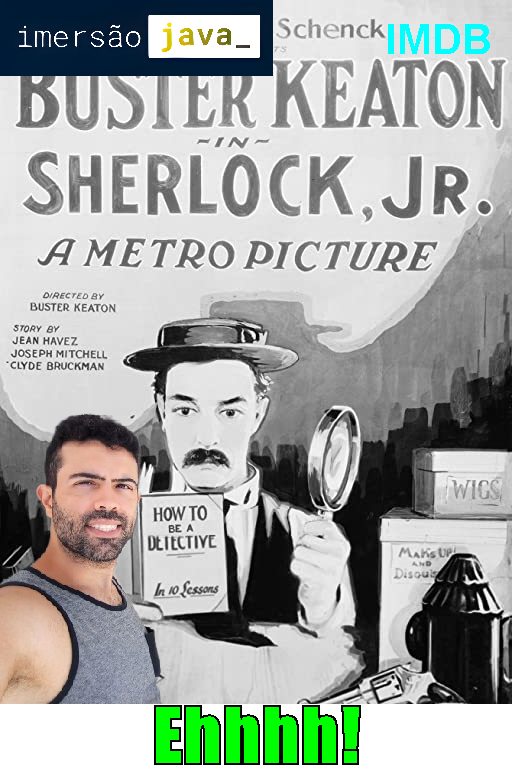 imersão java_
Schenck
IMDB
BUSTER KEATON
~IN~
SHERLOCK, JR.
A METRO PICTURE
DIRECTED BY
BUSTER KEATON
STORY BY
JEAN HAVEZ
JOSEPH MITCHELL
CLYDE BRUCKMAN
HOW TO
BE A
DETECTIVE
In 10 Lessons
WIGS
MAKE UP
AND
Ehhhh!